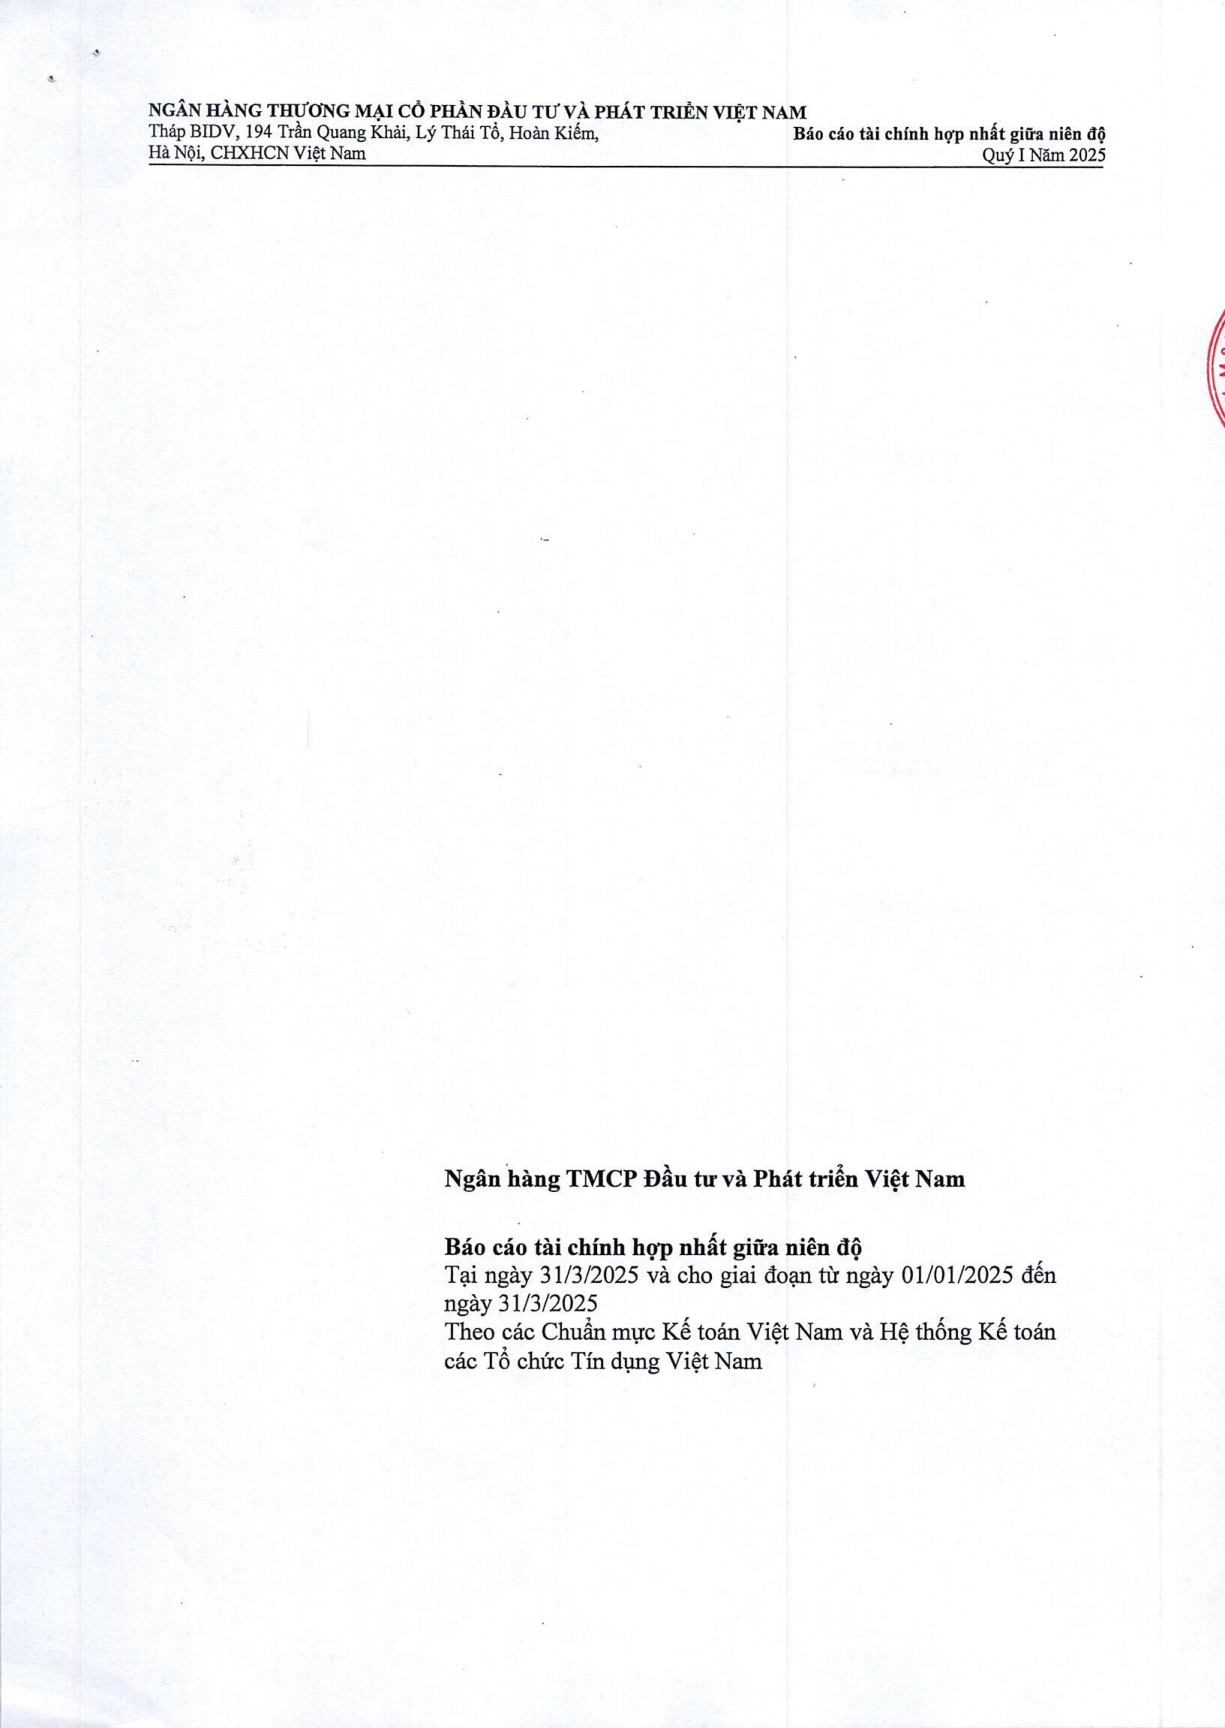 NGÂN HÀNG THƯƠNG MẠI CỔ PHẦN ĐẦU TƯ VÀ PHÁT TRIỂN VIỆT NAM
Tháp BIDV, 194 Trần Quang Khải, Lý Thái Tổ, Hoàn Kiếm, Báo cáo tài chính hợp nhất giữa niên độ
Hà Nội, CHXHCN Việt Nam Quý I Năm 2025
Ngân hàng TMCP Đầu tư và Phát triển Việt Nam
Báo cáo tài chính hợp nhất giữa niên độ
Tại ngày 31/3/2025 và cho giai đoạn từ ngày 01/01/2025 đến
ngày 31/3/2025
Theo các Chuẩn mực Kế toán Việt Nam và Hệ thống Kế toán
các Tổ chức Tín dụng Việt Nam